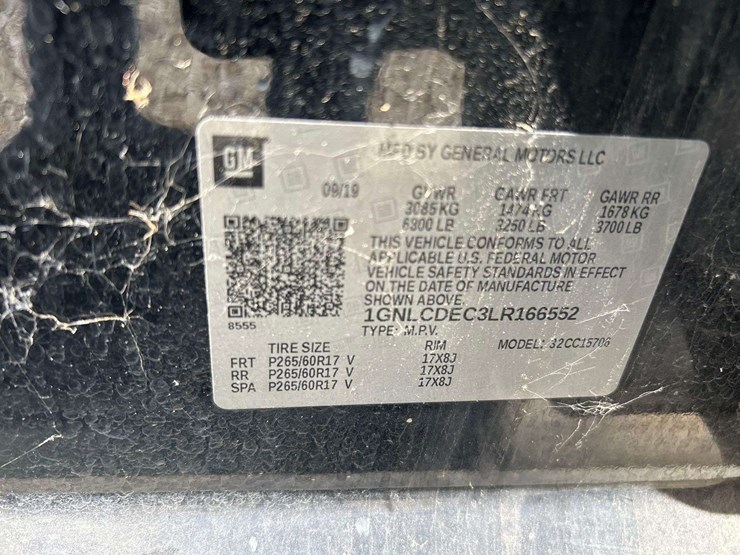 GM
MFD BY GENERAL MOTORS LLC
09/19
GVWR GAWR FRT GAWR RR
3085 KG 1474 KG 1678 KG
6800 LB 3250 LB 3700 LB
THIS VEHICLE CONFORMS TO ALL
APPLICABLE U.S. FEDERAL MOTOR
VEHICLE SAFETY STANDARDS IN EFFECT
ON THE DATE OF MANUFACTURE
SHOWN ABOVE.
8555
1GNLCDEC3LR166552
TYPE: M.P.V.
TIRE SIZE RIM MODEL:
FRT P265/60R17 V 17X8J
RR P265/60R17 V 17X8J
SPA P265/60R17 V 17X8J